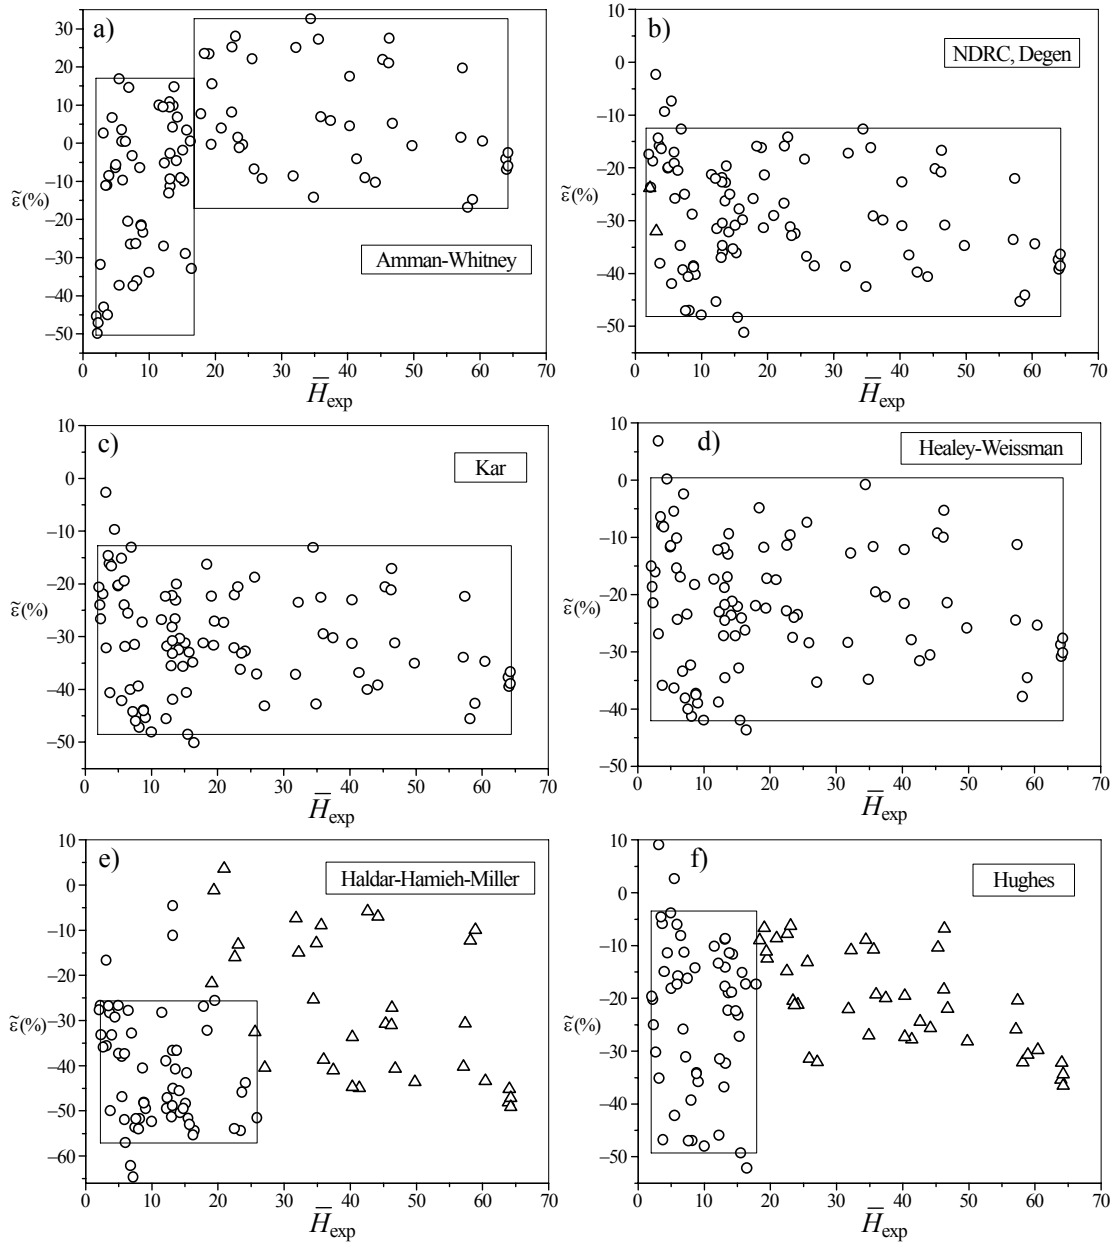 a)
30
20
10
0
−10
−20
−30
−40
−50
ε̃(%)
Amman-Whitney
0 10 20 30 40 50 60 70
H̅exp
b)
10
0
−10
−20
−30
−40
−50
ε̃(%)
NDRC, Degen
0 10 20 30 40 50 60 70
H̅exp
c)
10
0
−10
−20
−30
−40
−50
ε̃(%)
Kar
0 10 20 30 40 50 60 70
H̅exp
d)
10
0
−10
−20
−30
−40
−50
ε̃(%)
Healey-Weissman
0 10 20 30 40 50 60 70
H̅exp
e)
10
0
−10
−20
−30
−40
−50
−60
ε̃(%)
Haldar-Hamieh-Miller
0 10 20 30 40 50 60 70
H̅exp
f)
10
0
−10
−20
−30
−40
−50
ε̃(%)
Hughes
0 10 20 30 40 50 60 70
H̅exp